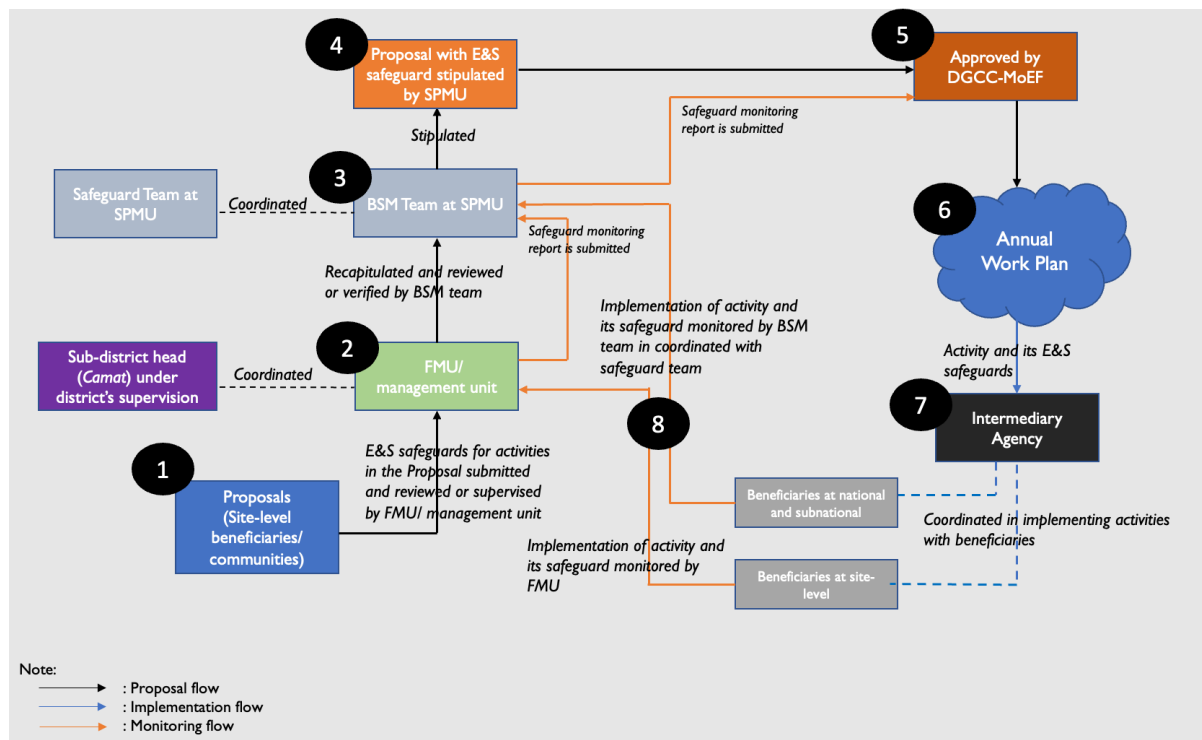 4
Proposal with E&S
safeguard stipulated
by SPMU
5
Approved by
DGCC-MoEF
Safeguard monitoring
report is submitted
Stipulated
3
BSM Team at SPMU
Safeguard Team at
SPMU
Coordinated
Safeguard monitoring
report is submitted
6
Annual
Work Plan
Recapitulated and reviewed
or verified by BSM team
Implementation of activity and
its safeguard monitored by BSM
team in coordinated with
safeguard team
2
FMU/
management unit
Sub-district head
(Camat) under
district's supervision
Coordinated
Activity and its E&S
safeguards
7
Intermediary
Agency
8
1
Proposals
(Site-level
beneficiaries/
communities)
E&S safeguards for activities
in the Proposal submitted
and reviewed or supervised
by FMU/ management unit
Beneficiaries at national
and subnational
Coordinated in implementing activities
with beneficiaries
Implementation of activity and
its safeguard monitored by
FMU
Beneficiaries at site-
level
Note:
: Proposal flow
: Implementation flow
: Monitoring flow